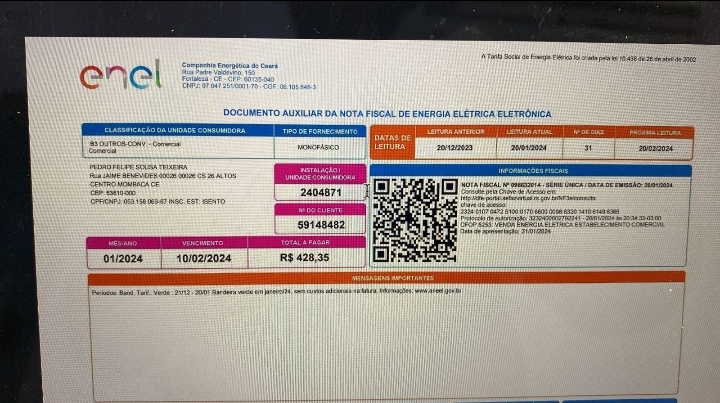 enel
Companhia Energética do Ceará
Rua Padre Valdevino, 150
Fortaleza - CE - CEP: 60135-040
CNPJ: 07.047.251/0001-70 - CGF: 06.105.848-3
A Tarifa Social de Energia Elétrica foi criada pela lei 10.438 de 26 de abril de 2002
DOCUMENTO AUXILIAR DA NOTA FISCAL DE ENERGIA ELÉTRICA ELETRÔNICA
CLASSIFICAÇÃO DA UNIDADE CONSUMIDORA
B3 OUTROS-CONV. - Comercial
Comercial
TIPO DE FORNECIMENTO
MONOFÁSICO
DATAS DE
LEITURA
LEITURA ANTERIOR
LEITURA ATUAL
Nº DE DIAS
PRÓXIMA LEITURA
20/12/2023
20/01/2024
31
20/02/2024
PEDRO FELIPE SOUSA TEIXEIRA
Rua JAIME BENEVIDES 00026 00026 CS 26 ALTOS
CENTRO MOMBACA CE
CEP: 63610-000
CPF/CNPJ: 053.158.063-67 INSC. EST: ISENTO
INSTALAÇÃO /
UNIDADE CONSUMIDORA
2404871
Nº DO CLIENTE
59148482
INFORMAÇÕES FISCAIS
NOTA FISCAL Nº 098632014 - SÉRIE ÚNICA / DATA DE EMISSÃO: 20/01/2024
Consulte pela Chave de Acesso em:
http://dfe-portal.sefazvirtual.rs.gov.br/NF3e/consulta
chave de acesso:
2324 0107 0472 5100 0170 6600 0098 6320 1410 6149 6365
Protocolo de autorização: 3232400002792241 - 20/01/2024 às 20:34:33-03:00
CFOP 5253: VENDA ENERGIA ELETRICA ESTABELECIMENTO COMERCIAL
Data de apresentação: 31/01/2024
MÊS/ANO
VENCIMENTO
TOTAL A PAGAR
01/2024
10/02/2024
R$ 428,35
MENSAGENS IMPORTANTES
Períodos: Band. Tarif.: Verde : 21/12 - 20/01 Bandeira verde em janeiro/24, sem custos adicionais na fatura. Informações: www.aneel.gov.br